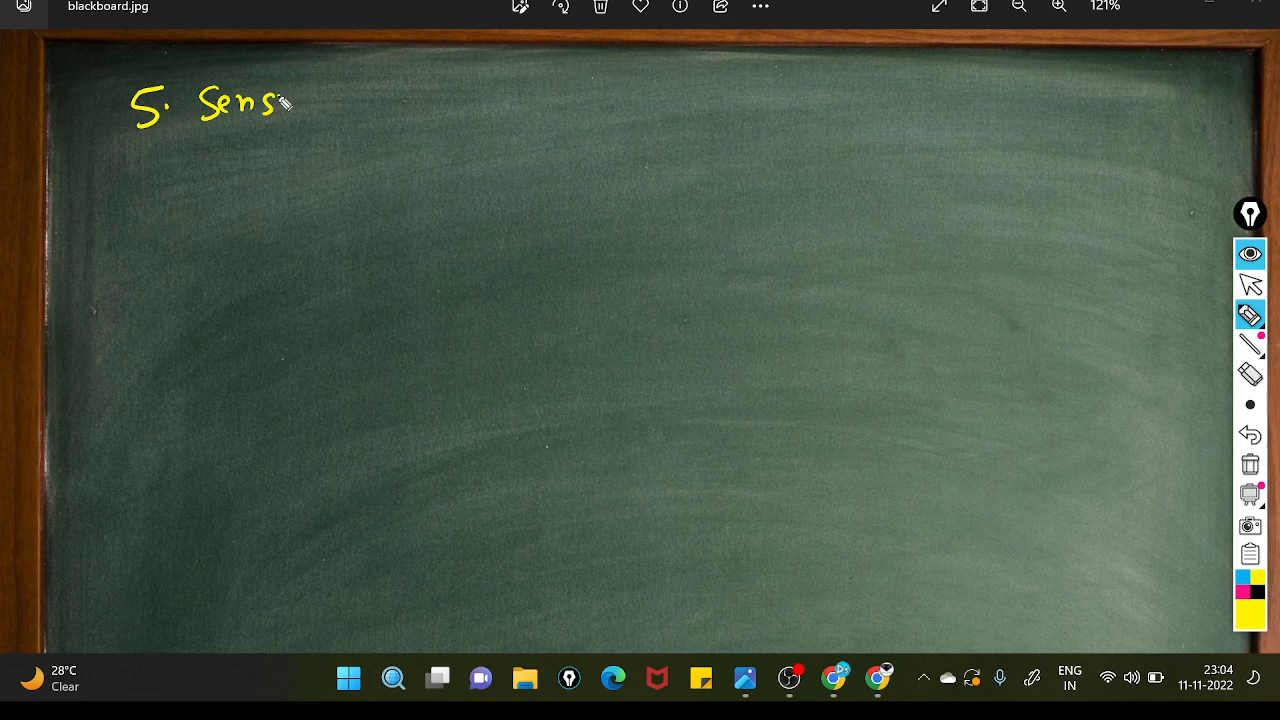 blackboard.jpg
121%
5. Sens
28°C
Clear
ENG
IN
23:04
11-11-2022